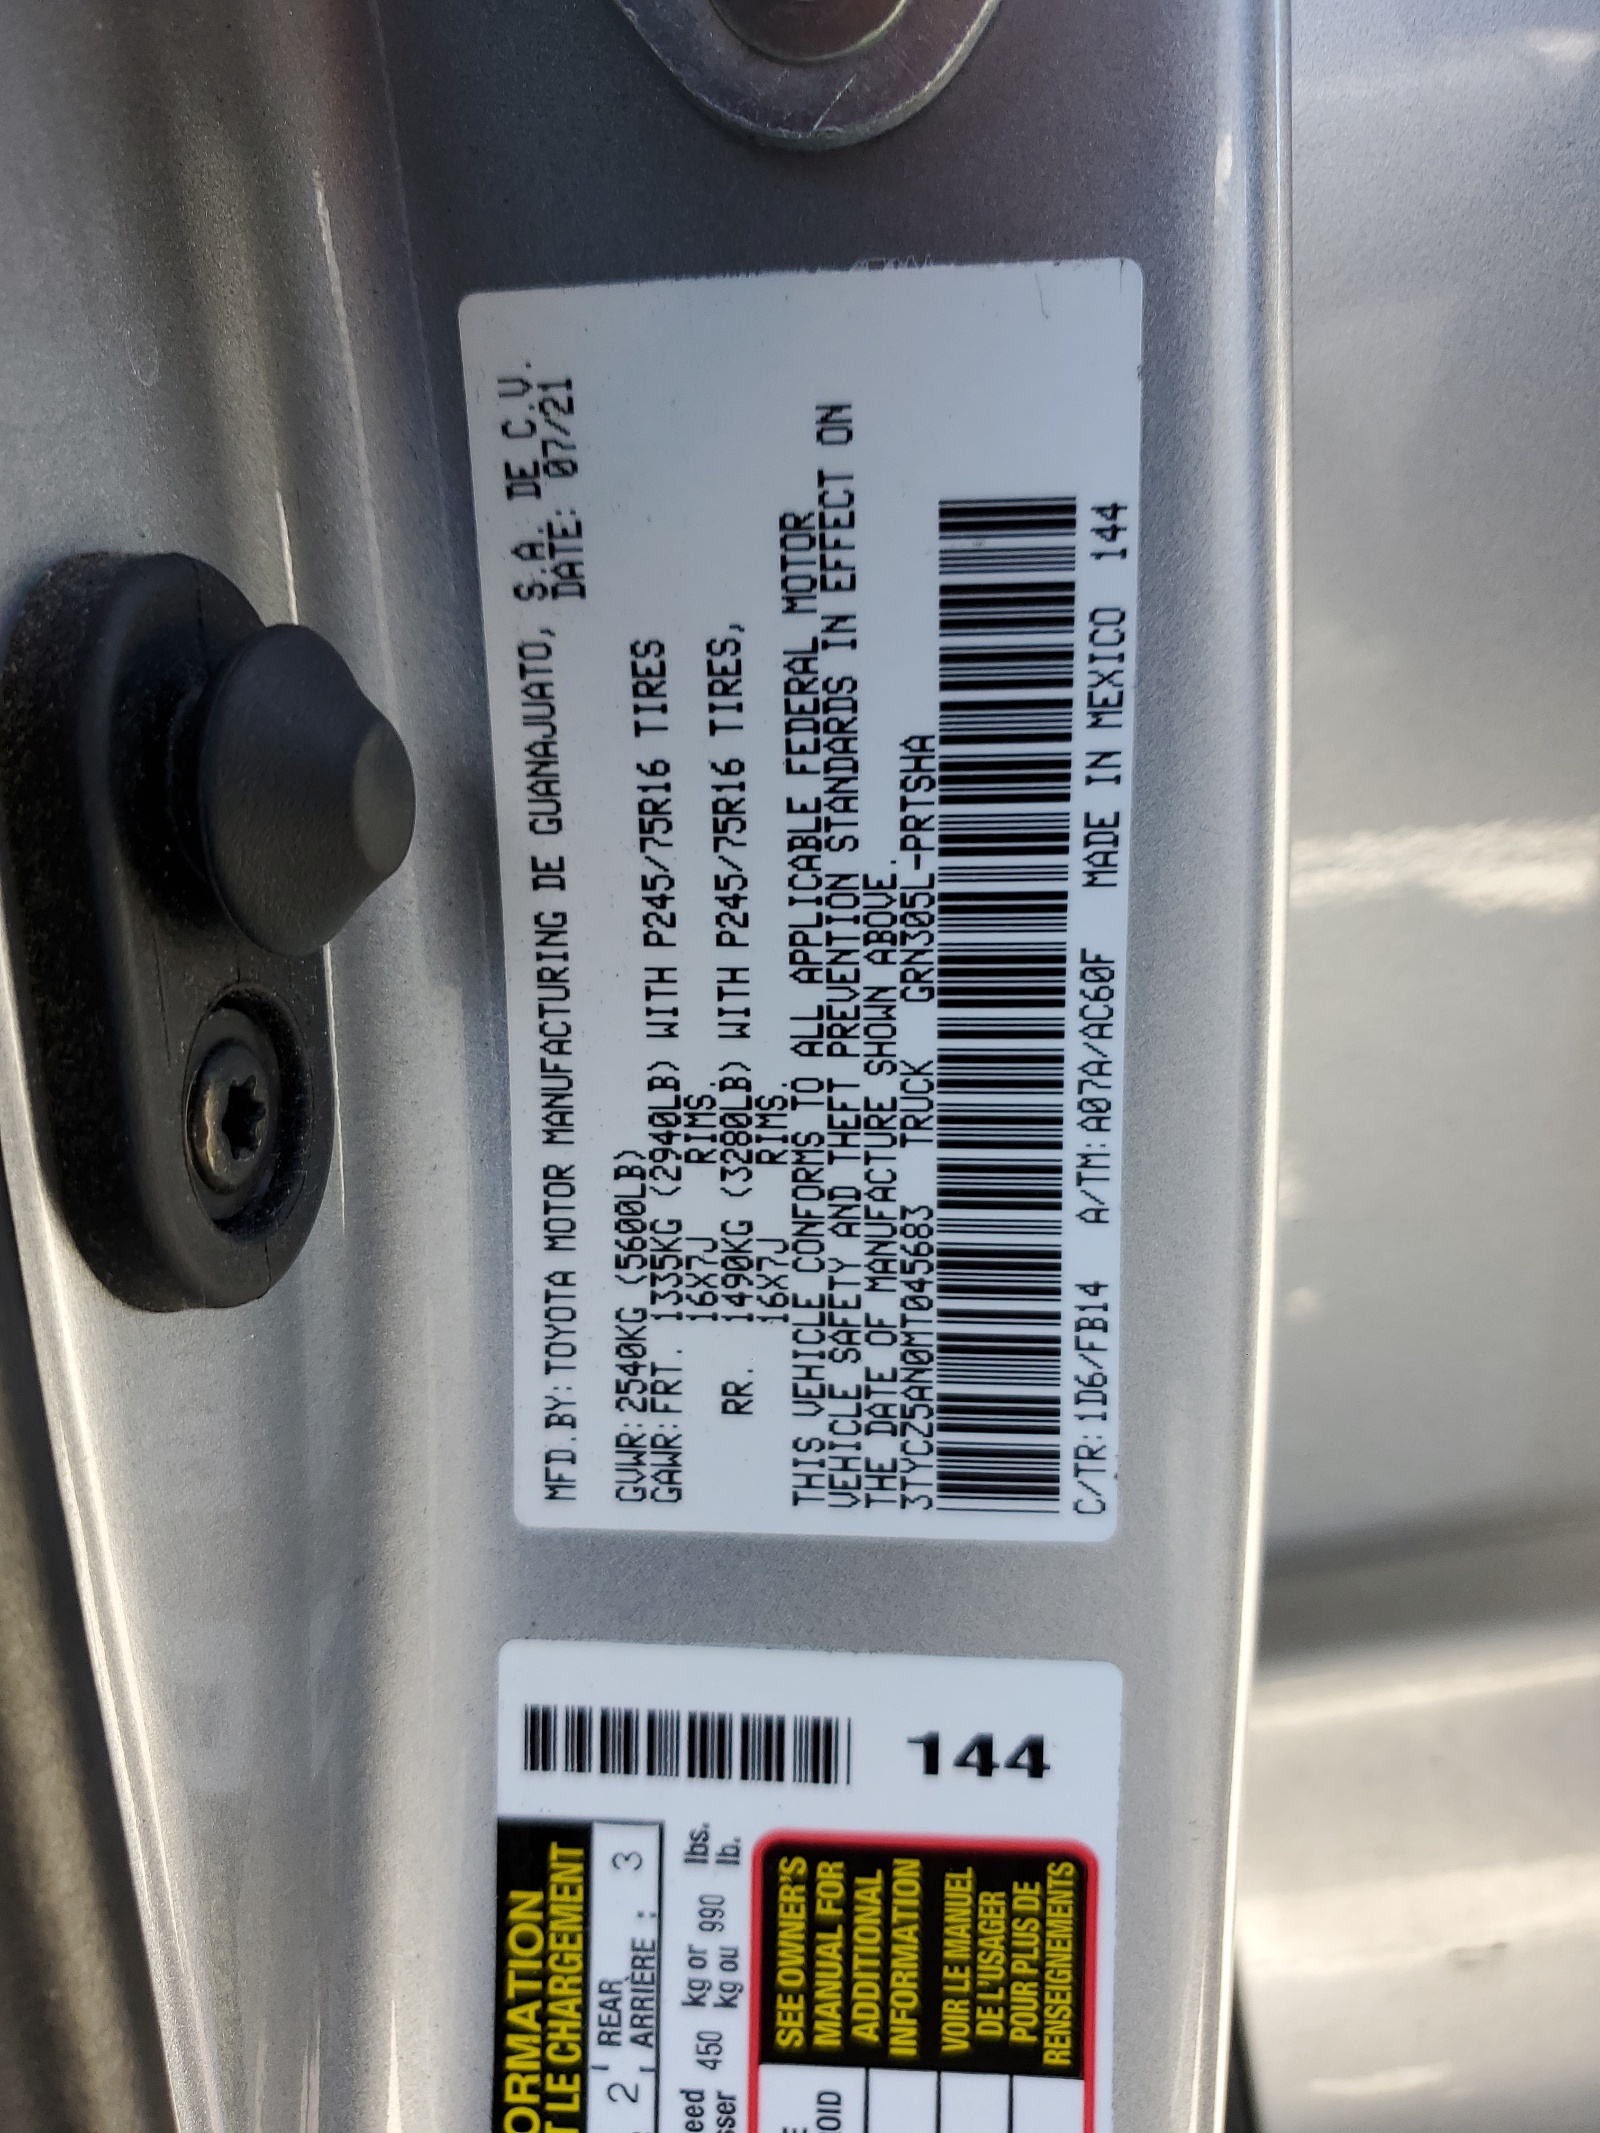 MFD.BY:TOYOTA MOTOR MANUFACTURING DE GUANAJUATO, S.A. DE C.V.
DATE: 07/21
GVWR:2540KG (5600LB)
GAWR:FRT. 1335KG (2940LB) WITH P245/75R16 TIRES
16X7J RIMS.
RR. 1490KG (3280LB) WITH P245/75R16 TIRES,
16X7J RIMS.
THIS VEHICLE CONFORMS TO ALL APPLICABLE FEDERAL MOTOR
VEHICLE SAFETY AND THEFT PREVENTION STANDARDS IN EFFECT ON
THE DATE OF MANUFACTURE SHOWN ABOVE.
3TYCZ5AN0MT045683 TRUCK GRN305L-PRTSHA
C/TR:1D6/FB14 A/TM:A07A/AC60F MADE IN MEXICO 144
144
ORMATION
T LE CHARGEMENT
2 REAR 3
ARRIÈRE :
eed 450 kg or 990 lbs.
sser kg ou lb.
OID
SEE OWNER'S
MANUAL FOR
ADDITIONAL
INFORMATION
VOIR LE MANUEL
DE L'USAGER
POUR PLUS DE
RENSEIGNEMENTS